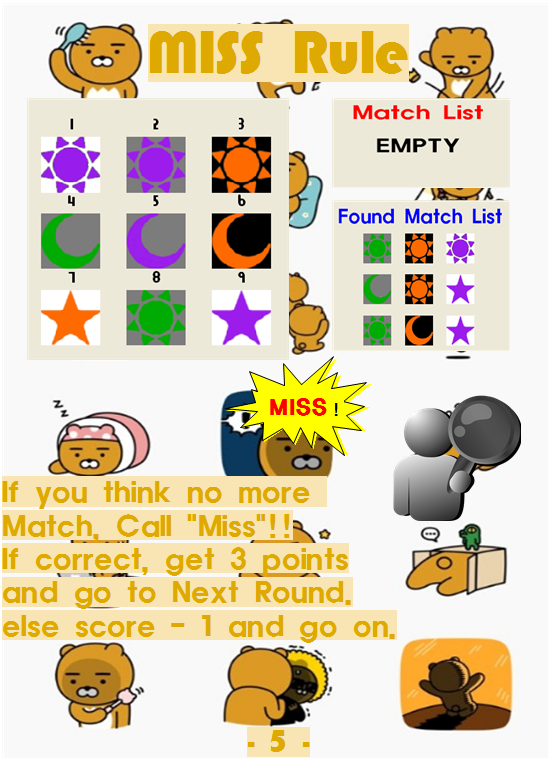 MISS Rule
1 2 3
4 5 6
7 8 9
Match List
EMPTY
Found Match List
MISS !
If you think no more
Match, Call "Miss"!!
If correct, get 3 points
and go to Next Round,
else score - 1 and go on.
- 5 -